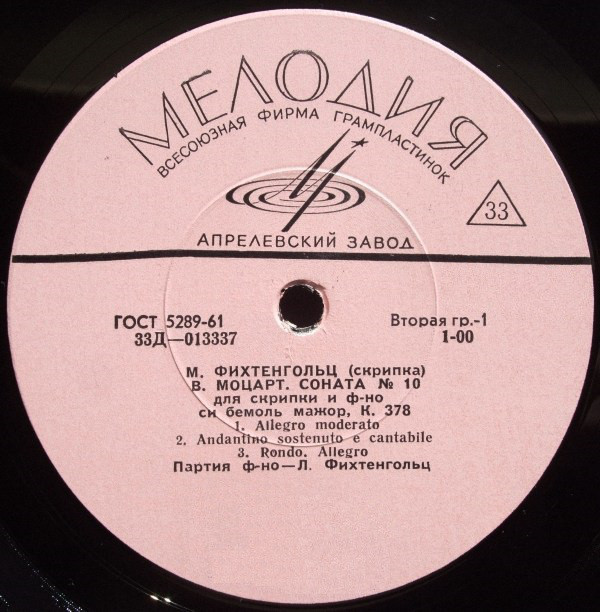 МЕЛОДИЯ
ВСЕСОЮЗНАЯ ФИРМА ГРАМПЛАСТИНОК
33
АПРЕЛЕВСКИЙ ЗАВОД
ГОСТ 5289-61
Вторая гр.-1
33Д—013337
1-00
М. ФИХТЕНГОЛЬЦ (скрипка)
В. МОЦАРТ. СОНАТА № 10
для скрипки и ф-но
си бемоль мажор, К. 378
1. Allegro moderato
2. Andantino sostenuto e cantabile
3. Rondo. Allegro
Партия ф-но—Л. Фихтенгольц